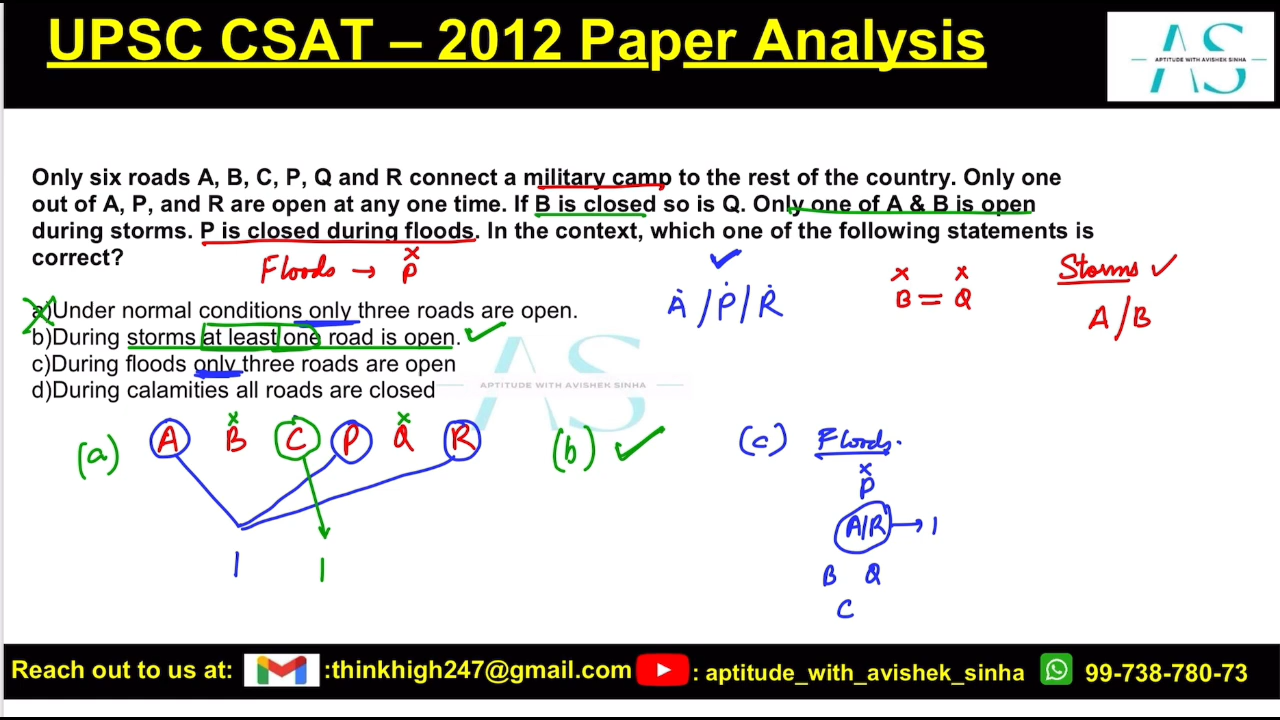 UPSC CSAT – 2012 Paper Analysis
AS
APTITUDE WITH AVISHEK SINHA
Only six roads A, B, C, P, Q and R connect a military camp to the rest of the country. Only one
out of A, P, and R are open at any one time. If B is closed so is Q. Only one of A & B is open
during storms. P is closed during floods. In the context, which one of the following statements is
correct?
Floods → P
x
A / P / R
x x
B = Q
Storms ✓
A/B
a)Under normal conditions only three roads are open.
b)During storms at least one road is open.
c)During floods only three roads are open
d)During calamities all roads are closed
AS
APTITUDE WITH AVISHEK SINHA
x x
(a) A B C P Q R
1 1
(b) ✓
(c) Floods.
x
P
A/R → 1
B Q
C
Reach out to us at: :thinkhigh247@gmail.com : aptitude_with_avishek_sinha 99-738-780-73